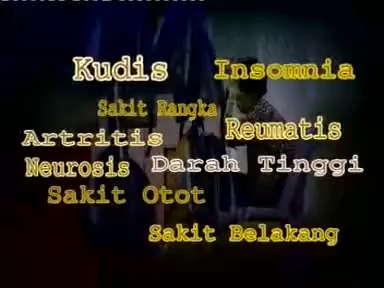 Kudis
Insomnia
Sakit Rangka
Reumatis
Artritis
Neurosis
Darah Tinggi
Sakit Otot
Sakit Belakang